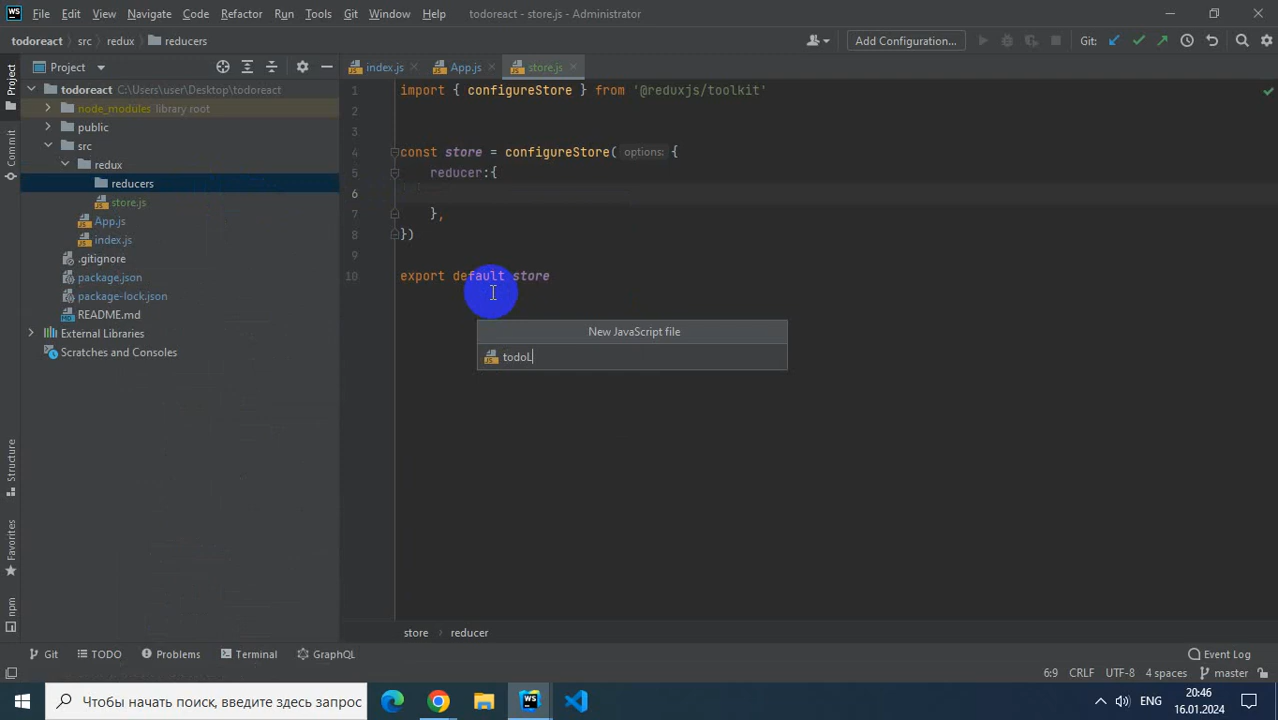 WS File Edit View Navigate Code Refactor Run Tools Git Window Help todoreact - store.js - Administrator
todoreact src redux reducers Add Configuration... Git:
Project index.js App.js store.js
todoreact C:\Users\user\Desktop\todoreact
node_modules library root
public
src
redux
reducers
store.js
App.js
index.js
.gitignore
package.json
package-lock.json
README.md
External Libraries
Scratches and Consoles
Project
Commit
Structure
Favorites
npm
1 import { configureStore } from '@reduxjs/toolkit'
2
3
4 const store = configureStore( options: {
5 reducer:{
6
7 },
8 })
9
10 export default store
New JavaScript file
JS todoL
store reducer
Git TODO Problems Terminal GraphQL Event Log
6:9 CRLF UTF-8 4 spaces master
Чтобы начать поиск, введите здесь запрос WS ENG 20:46
16.01.2024